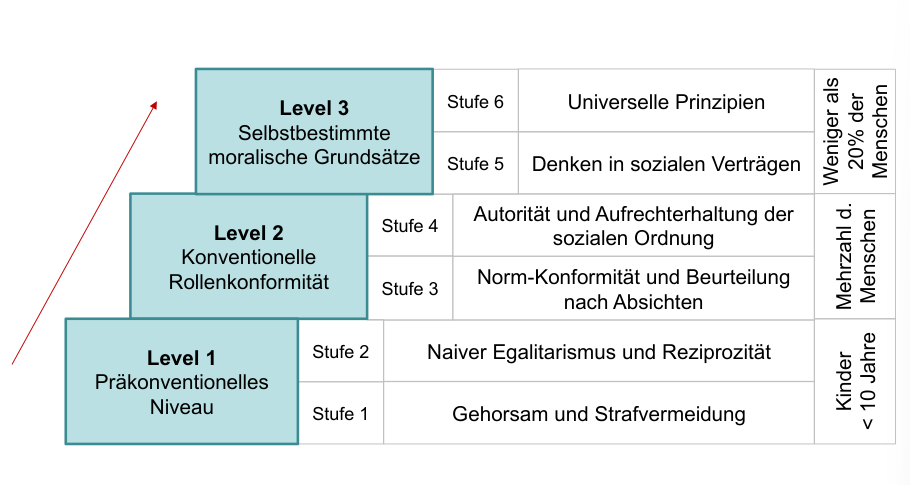 Level 3
Selbstbestimmte
moralische Grundsätze
Stufe 6
Universelle Prinzipien
Stufe 5
Denken in sozialen Verträgen
Weniger als
20% der
Menschen
Level 2
Konventionelle
Rollenkonformität
Stufe 4
Autorität und Aufrechterhaltung der
sozialen Ordnung
Stufe 3
Norm-Konformität und Beurteilung
nach Absichten
Mehrzahl d.
Menschen
Level 1
Präkonventionelles
Niveau
Stufe 2
Naiver Egalitarismus und Reziprozität
Stufe 1
Gehorsam und Strafvermeidung
Kinder
< 10 Jahre